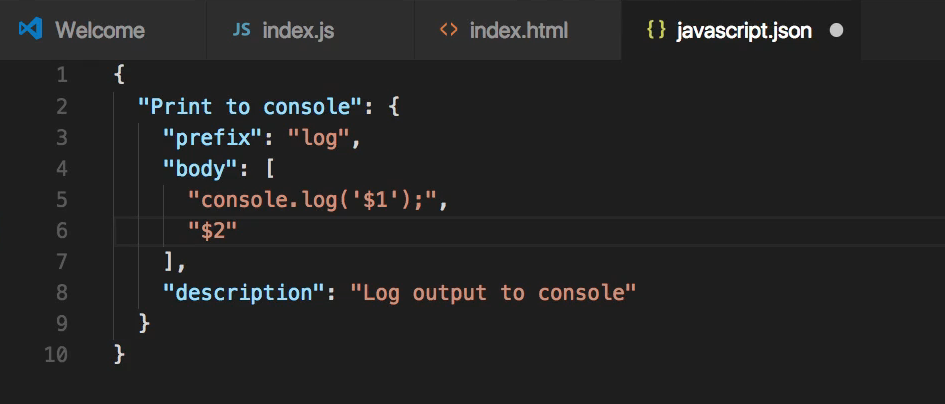 Welcome index.js index.html javascript.json
1 {
2 "Print to console": {
3 "prefix": "log",
4 "body": [
5 "console.log('$1');",
6 "$2"
7 ],
8 "description": "Log output to console"
9 }
10 }